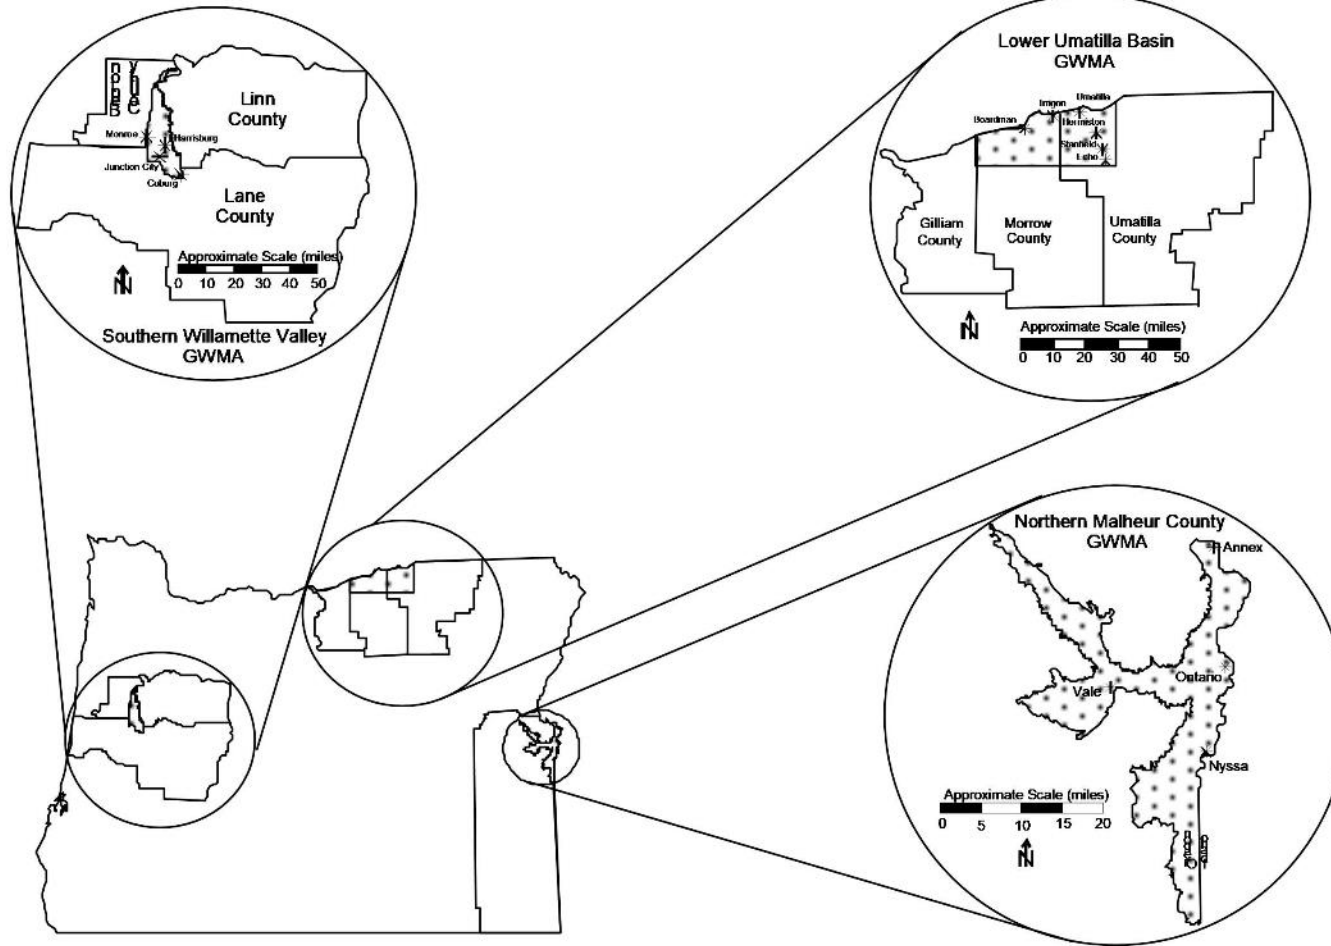 Linn
County
Monroe
Harrisburg
Junction City
Coburg
Lane
County
Approximate Scale (miles)
0 10 20 30 40 50
N
Southern Willamette Valley
GWMA
Lower Umatilla Basin
GWMA
Umatilla
Irrigon
Boardman
Hermiston
Stanfield
Echo
Gilliam
County
Morrow
County
Umatilla
County
N
Approximate Scale (miles)
0 10 20 30 40 50
Northern Malheur County
GWMA
Annex
Ontario
Vale
Nyssa
Approximate Scale (miles)
0 5 10 15 20
N